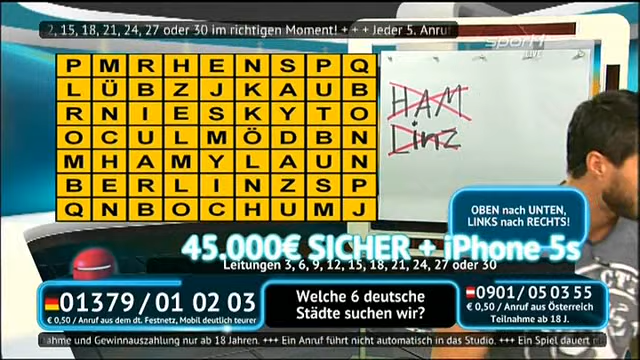 2, 15, 18, 21, 24, 27 oder 30 im richtigen Moment! + + + Jeder 5. Anruf
sport1
LIVE
P M R H E N S P Q
L Ü B Z J K A U B
R N I E S K Y T O
O C U L M Ö D B N
M H A M Y L A U N
B E R L I N Z S P
Q N B O C H U M J
HAM
Linz
OBEN nach UNTEN,
LINKS nach RECHTS!
45.000€ SICHER + iPhone 5s
Leitungen 3, 6, 9, 12, 15, 18, 21, 24, 27 oder 30
01379/01 02 03
€ 0,50 / Anruf aus dem dt. Festnetz, Mobil deutlich teurer
Welche 6 deutsche
Städte suchen wir?
0901/05 03 55
€ 0,50 / Anruf aus Österreich
Teilnahme ab 18 J.
nahme und Gewinnauszahlung nur ab 18 Jahren. +++ Ein Anruf führt nicht automatisch in das Studio. +++ Ein Spiel dauert